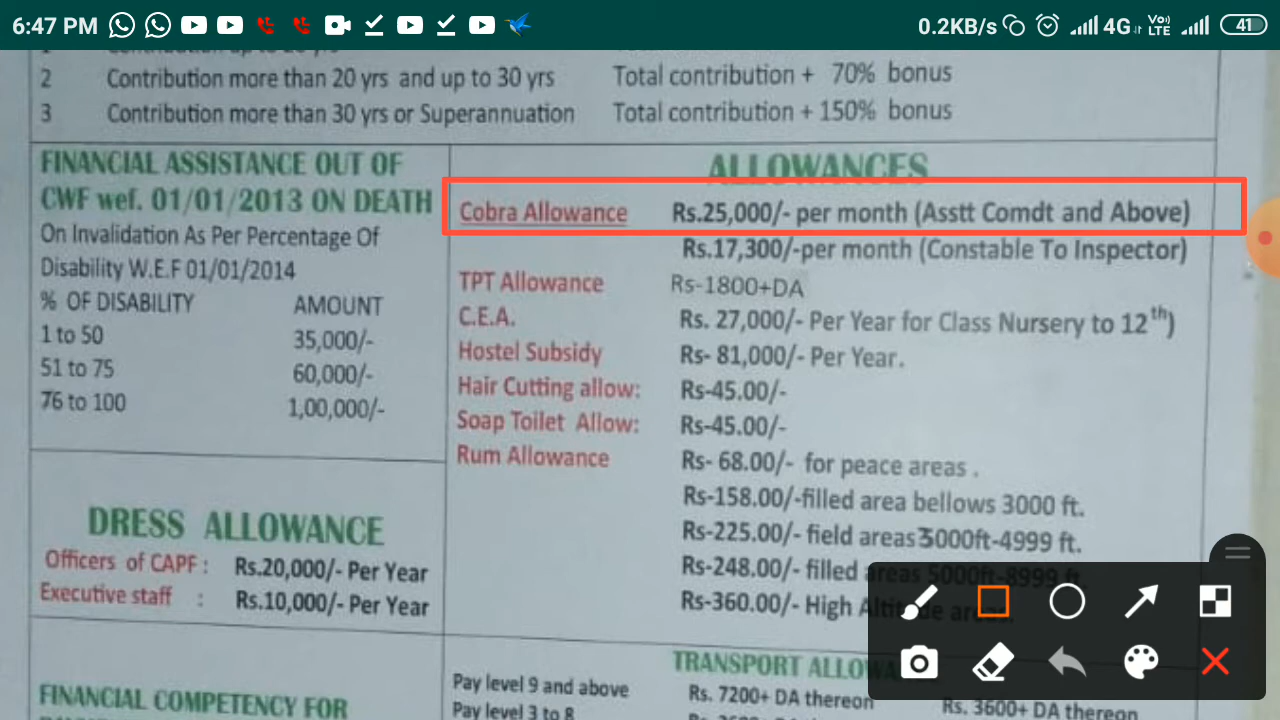 6:47 PM
0.2KB/s 4G Vo) LTE 41
2 Contribution more than 20 yrs and up to 30 yrs Total contribution + 70% bonus
3 Contribution more than 30 yrs or Superannuation Total contribution + 150% bonus
FINANCIAL ASSISTANCE OUT OF
CWF wef. 01/01/2013 ON DEATH
On Invalidation As Per Percentage Of
Disability W.E.F 01/01/2014
% OF DISABILITY AMOUNT
1 to 50 35,000/-
51 to 75 60,000/-
76 to 100 1,00,000/-
DRESS ALLOWANCE
Officers of CAPF : Rs.20,000/- Per Year
Executive staff : Rs.10,000/- Per Year
FINANCIAL COMPETENCY FOR
ALLOWANCES
Cobra Allowance Rs.25,000/- per month (Asstt Comdt and Above)
Rs.17,300/-per month (Constable To Inspector)
TPT Allowance Rs-1800+DA
C.E.A. Rs. 27,000/- Per Year for Class Nursery to 12th)
Hostel Subsidy Rs- 81,000/- Per Year.
Hair Cutting allow: Rs-45.00/-
Soap Toilet Allow: Rs-45.00/-
Rum Allowance Rs- 68.00/- for peace areas .
Rs-158.00/-filled area bellows 3000 ft.
Rs-225.00/- field areas 3000ft-4999 ft.
Rs-248.00/- filled areas 5000ft-8999 ft
Rs-360.00/- High Altitude areas.
TRANSPORT
Pay level 9 and above Rs. 7200+ DA thereon Rs. 3600+ DA thereon
Pay level 3 to 8